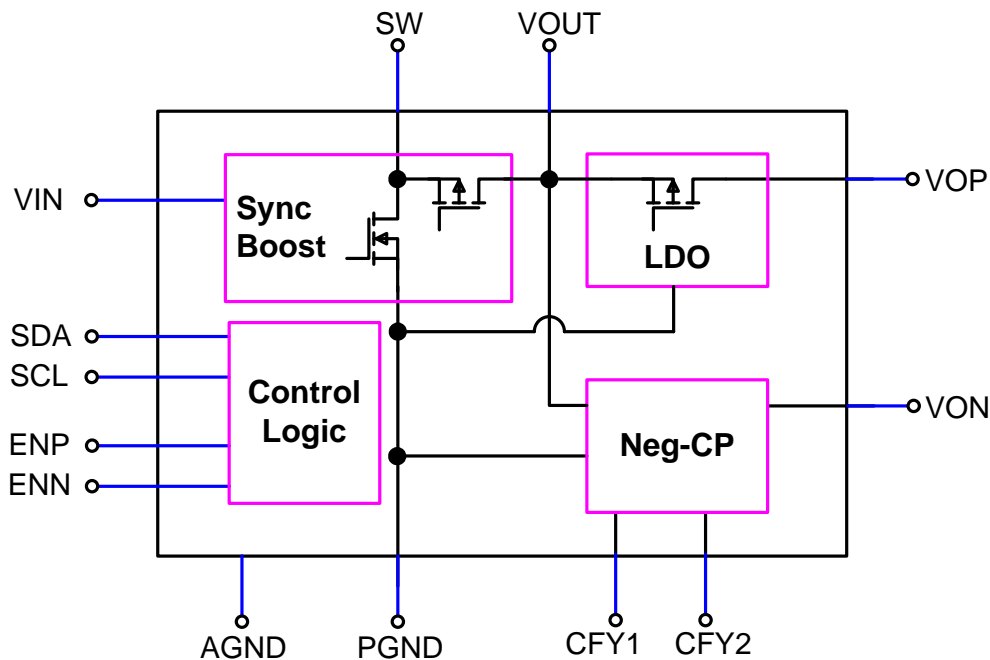 SW
VOUT
VIN
Sync
Boost
LDO
VOP
SDA
SCL
ENP
ENN
Control
Logic
Neg-CP
VON
AGND
PGND
CFY1
CFY2